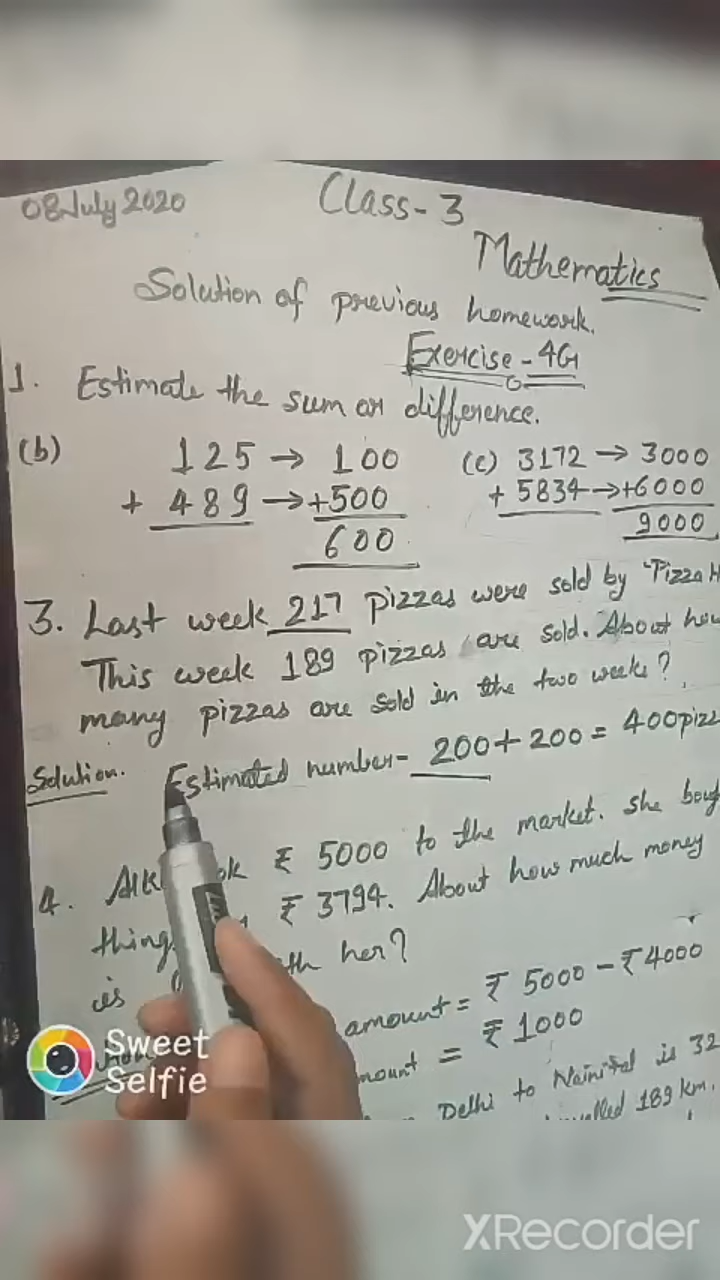 08 July 2020
Class-3
Mathematics
Solution of previous homework.
Exercise-4G
1. Estimate the sum or difference.
(b) 125 → 100 (c) 3172 → 3000
+ 489 → +500 + 5834 → +6000
600 9000
3. Last week 217 pizzas were sold by Pizza H
This week 189 pizzas are sold. About how
many pizzas are sold in the two weeks?
Solution. Estimated number- 200+200=400 pizz
4. ₹ 5000 to the market. She boug
thing ₹ 3794. About how much money
is her?
amount = ₹ 5000 - ₹ 4000
= ₹ 1000
Delhi to Nainital is 32
189 km.
Sweet
Selfie
XRecorder